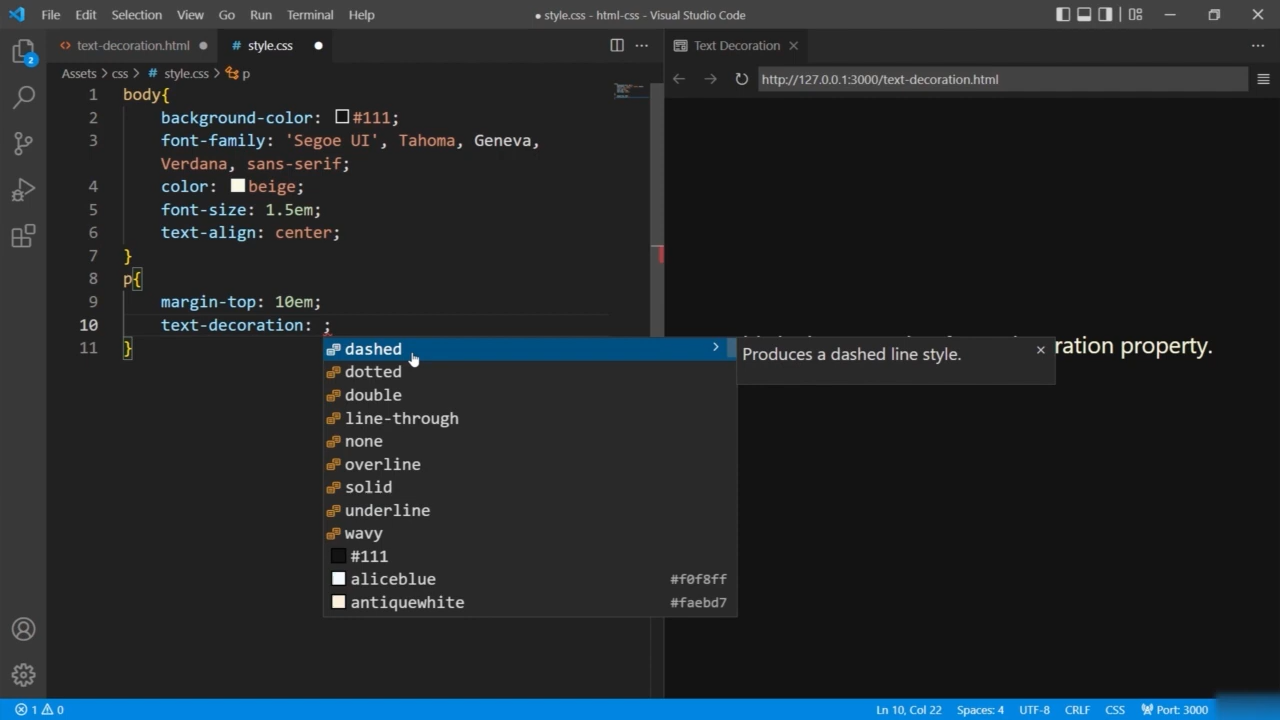 File Edit Selection View Go Run Terminal Help
● style.css - html-css - Visual Studio Code
text-decoration.html
# style.css
Text Decoration
Assets > css > # style.css > p
http://127.0.0.1:3000/text-decoration.html
2
1 body{
2 background-color: #111;
3 font-family: 'Segoe UI', Tahoma, Geneva,
Verdana, sans-serif;
4 color: beige;
5 font-size: 1.5em;
6 text-align: center;
7 }
8 p{
9 margin-top: 10em;
10 text-decoration: ;
11 }
dashed
dotted
double
line-through
none
overline
solid
underline
wavy
#111
aliceblue #f0f8ff
antiquewhite #faebd7
Produces a dashed line style.
ration property.
1 0
Ln 10, Col 22 Spaces: 4 UTF-8 CRLF CSS Port: 3000